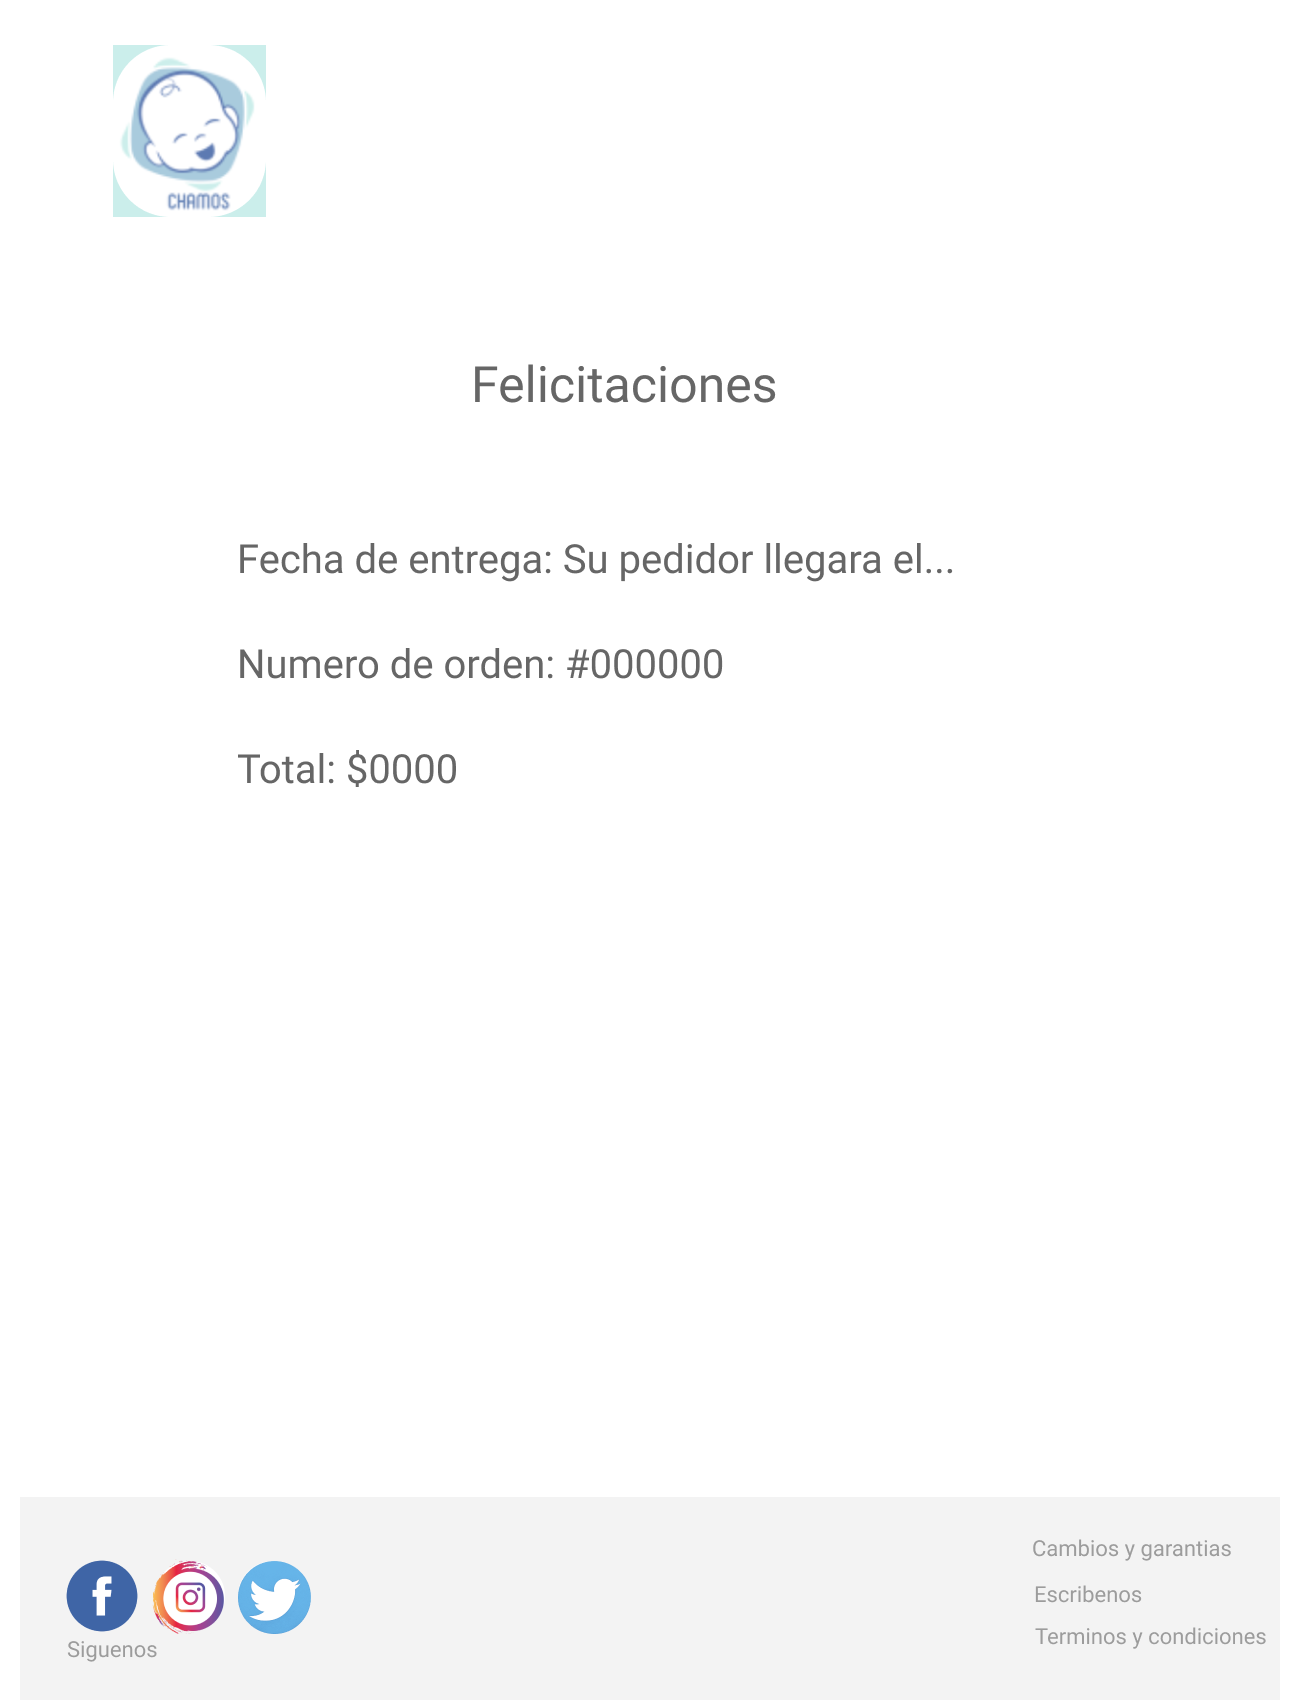 CHAMOS
Felicitaciones
Fecha de entrega: Su pedidor llegara el...
Numero de orden: #000000
Total: $0000
Cambios y garantias
Escribenos
Terminos y condiciones
Siguenos